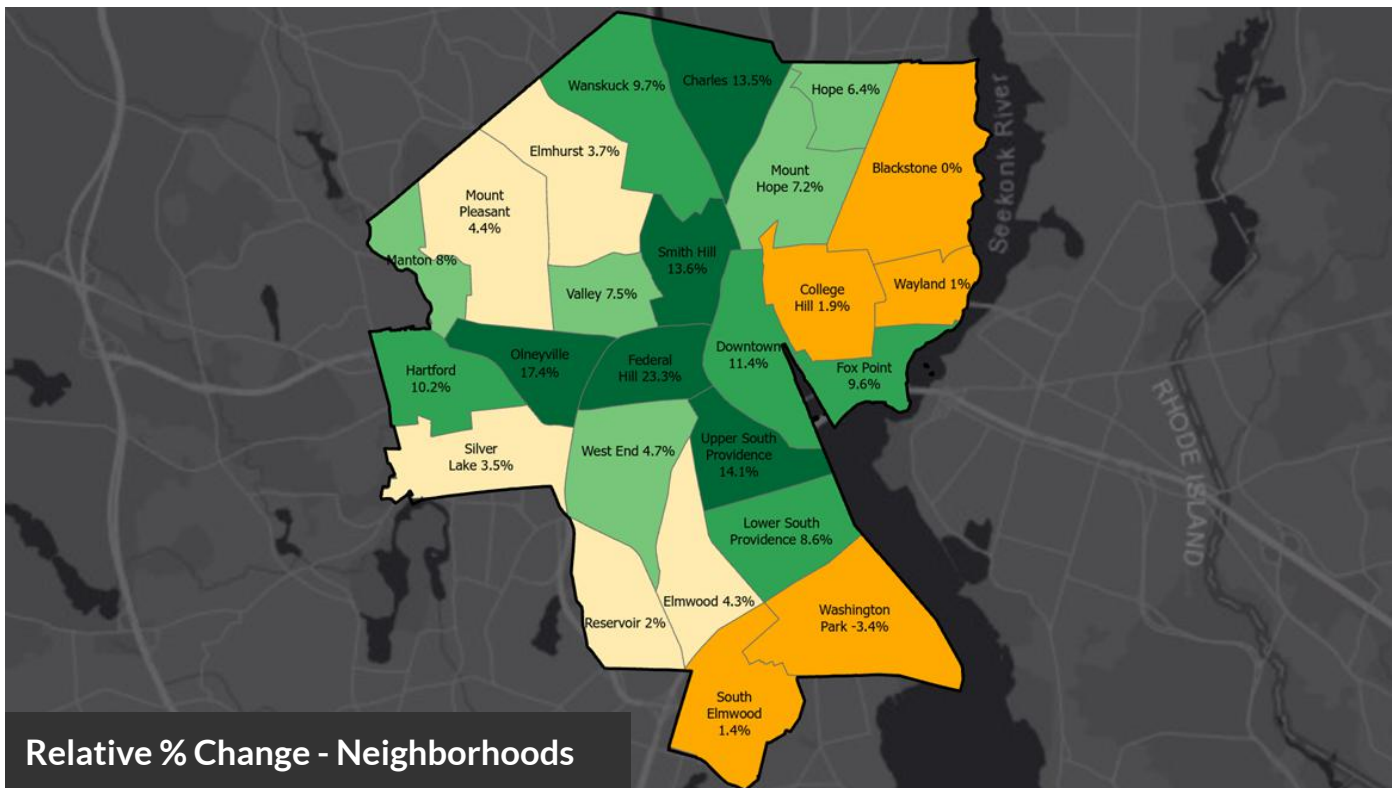 Wanskuck 9.7%
Charles 13.5%
Hope 6.4%
Elmhurst 3.7%
Mount
Hope 7.2%
Blackstone 0%
Seekonk River
Mount
Pleasant
4.4%
Manton 8%
Smith Hill
13.6%
Valley 7.5%
College
Hill 1.9%
Wayland 1%
Hartford
10.2%
Olneyville
17.4%
Federal
Hill 23.3%
Downtown
11.4%
Fox Point
9.6%
RHODE ISLAND
Silver
Lake 3.5%
West End 4.7%
Upper South
Providence
14.1%
Lower South
Providence 8.6%
Elmwood 4.3%
Reservoir 2%
Washington
Park -3.4%
South
Elmwood
1.4%
Relative % Change - Neighborhoods